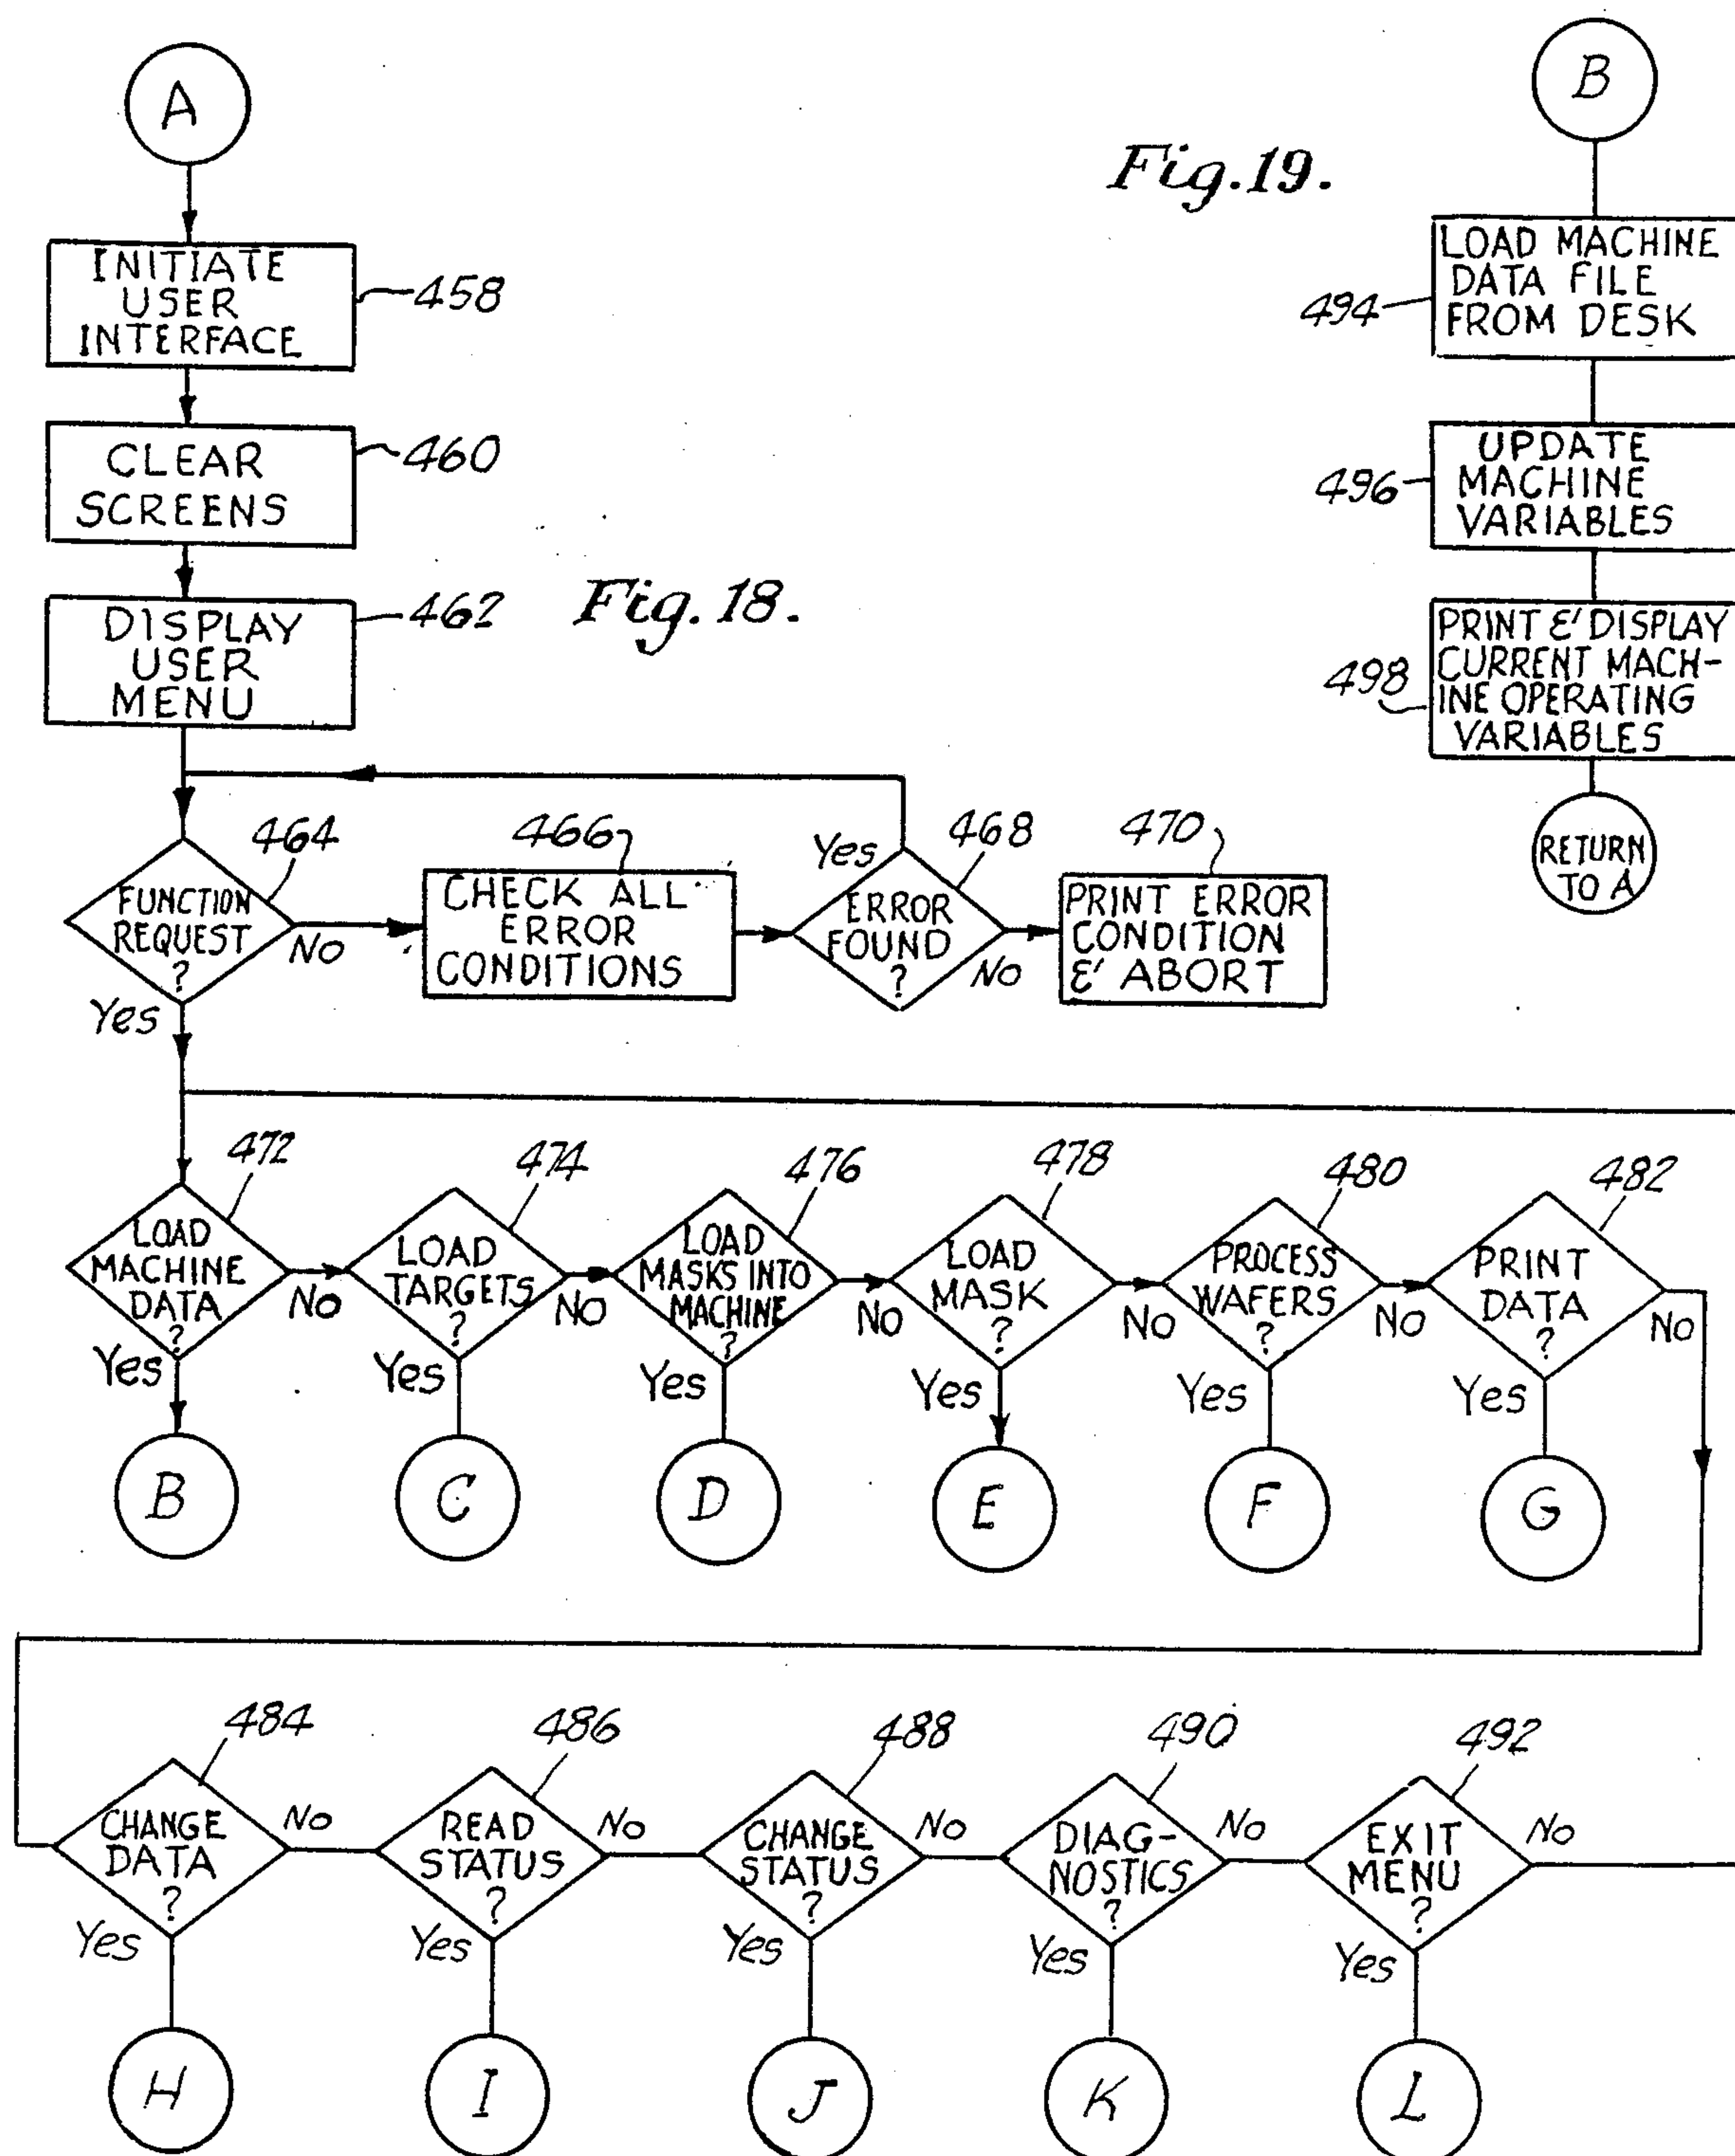 A
INITIATE
USER
INTERFACE
458
CLEAR
SCREENS
460
DISPLAY
USER
MENU
462
Fig. 18.
FUNCTION
REQUEST
?
464
No
Yes
CHECK ALL
ERROR
CONDITIONS
466
ERROR
FOUND
?
468
Yes
No
PRINT ERROR
CONDITION
& ABORT
470
Fig. 19.
B
LOAD MACHINE
DATA FILE
FROM DESK
494
UPDATE
MACHINE
VARIABLES
496
PRINT & DISPLAY
CURRENT MACH-
INE OPERATING
VARIABLES
498
RETURN
TO A
472
LOAD
MACHINE
DATA
?
No
Yes
B
474
LOAD
TARGETS
?
No
Yes
C
476
LOAD
MASKS INTO
MACHINE
?
No
Yes
D
478
LOAD
MASK
?
No
Yes
E
480
PROCESS
WAFERS
?
No
Yes
F
482
PRINT
DATA
?
No
Yes
G
484
CHANGE
DATA
?
No
Yes
H
486
READ
STATUS
?
No
Yes
I
488
CHANGE
STATUS
?
No
Yes
J
490
DIAG-
NOSTICS
?
No
Yes
K
492
EXIT
MENU
?
No
Yes
L